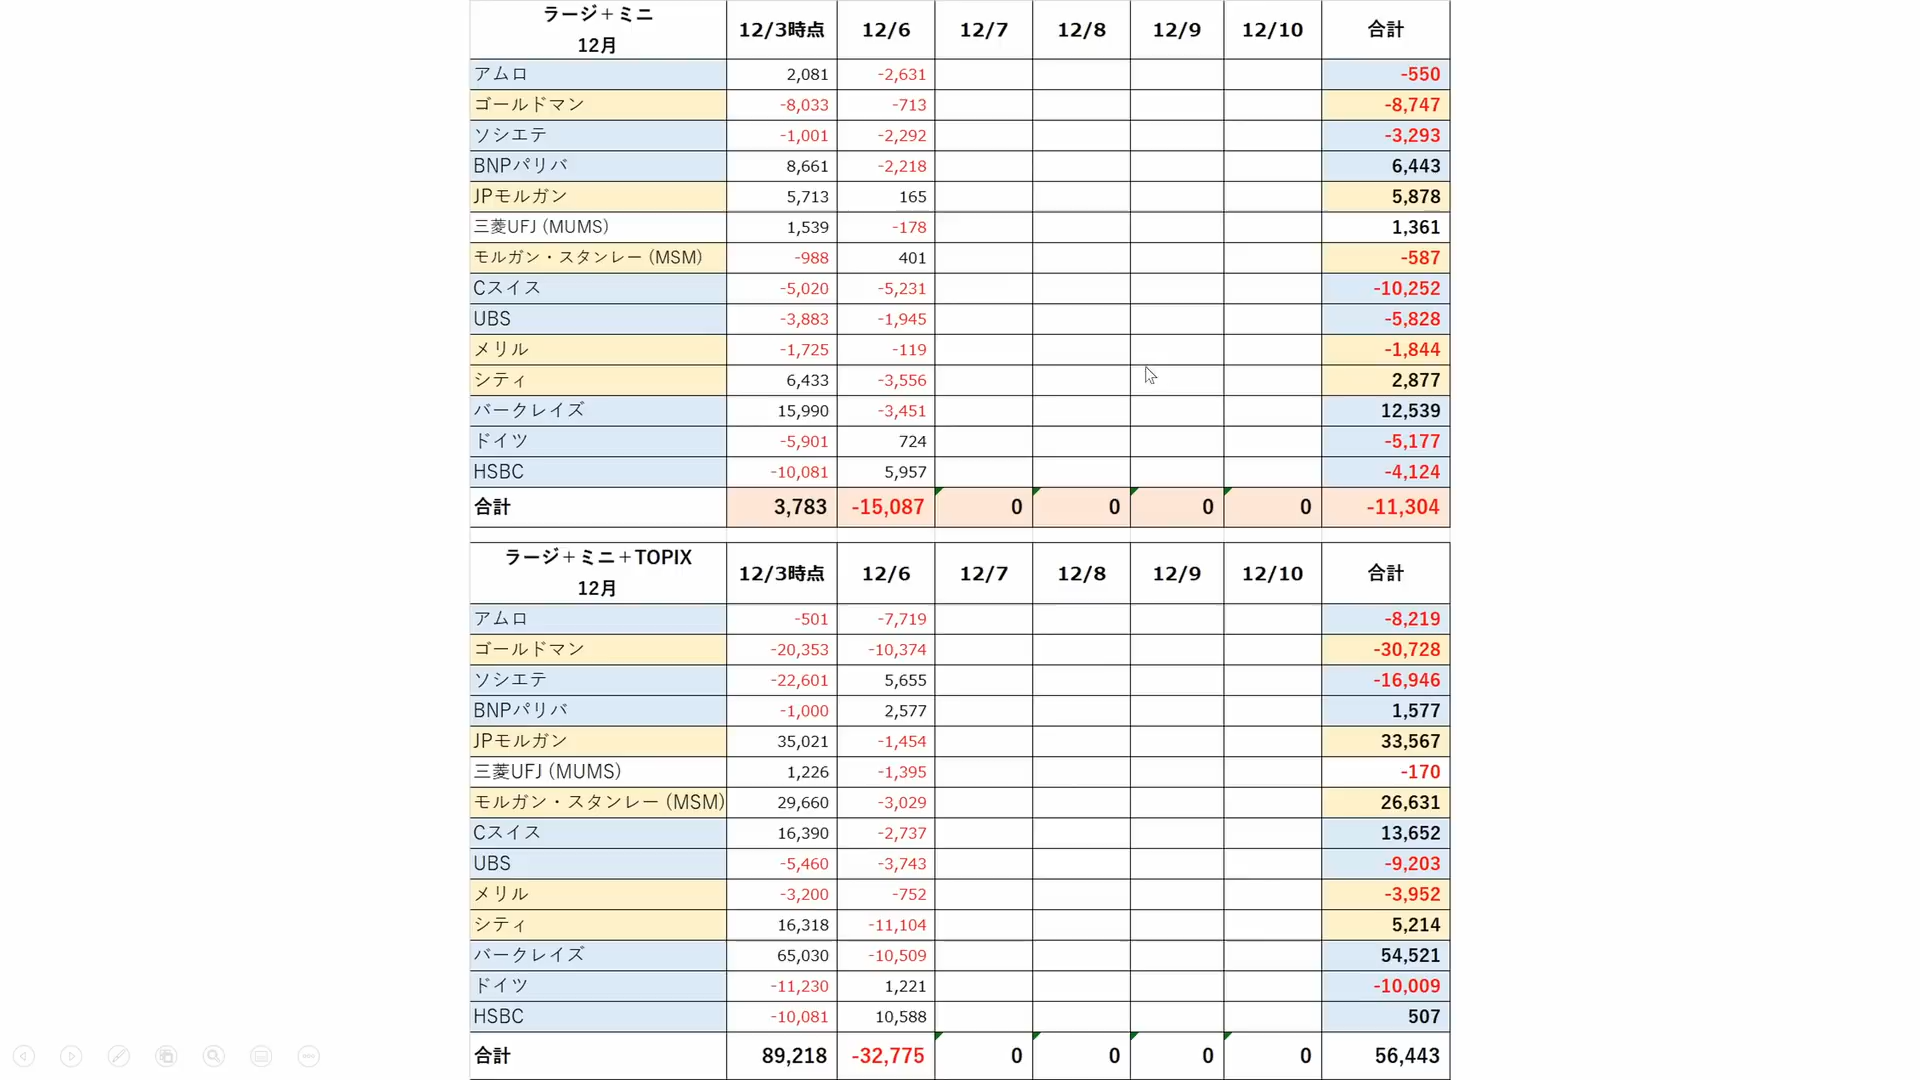 ラージ＋ミニ
12月 12/3時点 12/6 12/7 12/8 12/9 12/10 合計
アムロ 2,081 -2,631 -550
ゴールドマン -8,033 -713 -8,747
ソシエテ -1,001 -2,292 -3,293
BNPパリバ 8,661 -2,218 6,443
JPモルガン 5,713 165 5,878
三菱UFJ (MUMS) 1,539 -178 1,361
モルガン・スタンレー (MSM) -988 401 -587
Cスイス -5,020 -5,231 -10,252
UBS -3,883 -1,945 -5,828
メリル -1,725 -119 -1,844
シティ 6,433 -3,556 2,877
バークレイズ 15,990 -3,451 12,539
ドイツ -5,901 724 -5,177
HSBC -10,081 5,957 -4,124
合計 3,783 -15,087 0 0 0 0 -11,304
ラージ＋ミニ＋TOPIX
12月 12/3時点 12/6 12/7 12/8 12/9 12/10 合計
アムロ -501 -7,719 -8,219
ゴールドマン -20,353 -10,374 -30,728
ソシエテ -22,601 5,655 -16,946
BNPパリバ -1,000 2,577 1,577
JPモルガン 35,021 -1,454 33,567
三菱UFJ (MUMS) 1,226 -1,395 -170
モルガン・スタンレー (MSM) 29,660 -3,029 26,631
Cスイス 16,390 -2,737 13,652
UBS -5,460 -3,743 -9,203
メリル -3,200 -752 -3,952
シティ 16,318 -11,104 5,214
バークレイズ 65,030 -10,509 54,521
ドイツ -11,230 1,221 -10,009
HSBC -10,081 10,588 507
合計 89,218 -32,775 0 0 0 0 56,443